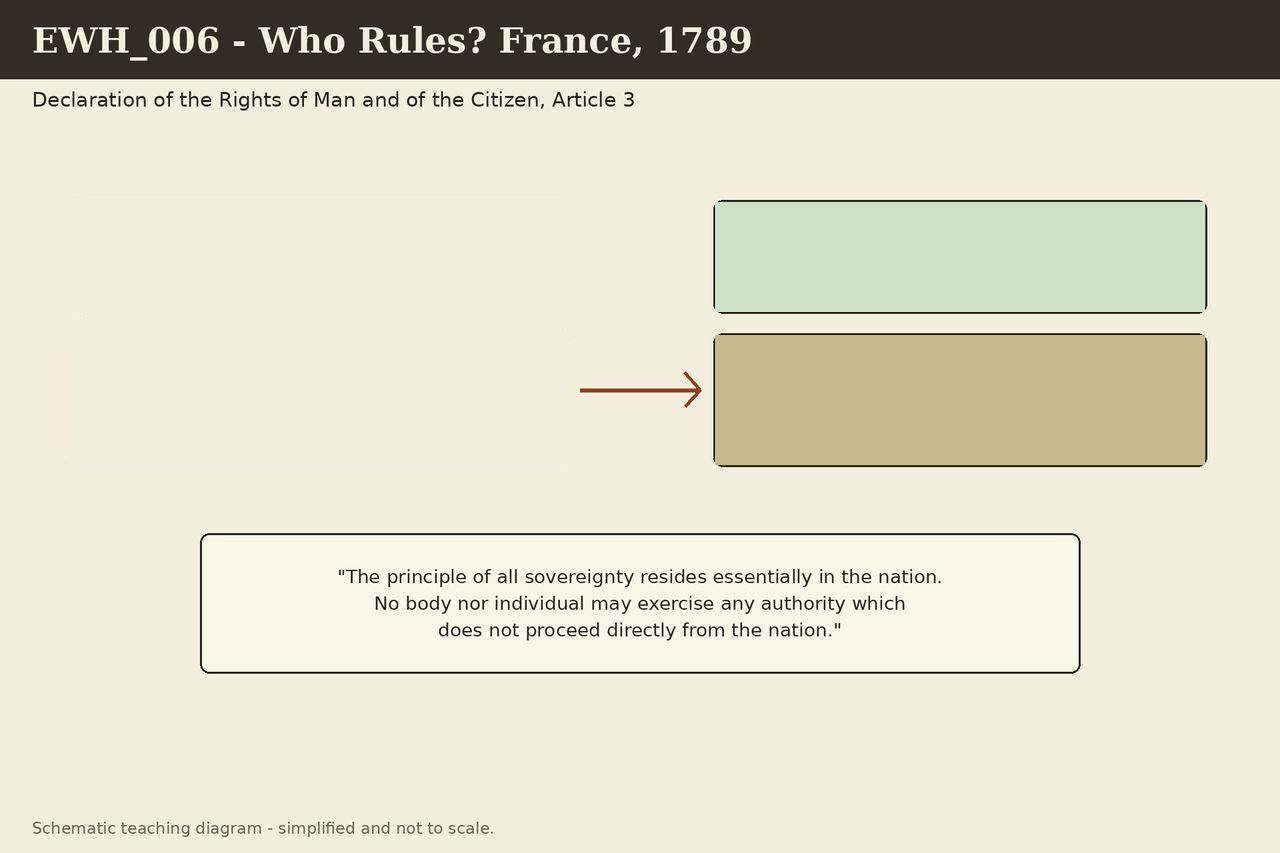 EWH_006 - Who Rules? France, 1789
Declaration of the Rights of Man and of the Citizen, Article 3
"The principle of all sovereignty resides essentially in the nation.
No body nor individual may exercise any authority which
does not proceed directly from the nation."
Schematic teaching diagram - simplified and not to scale.